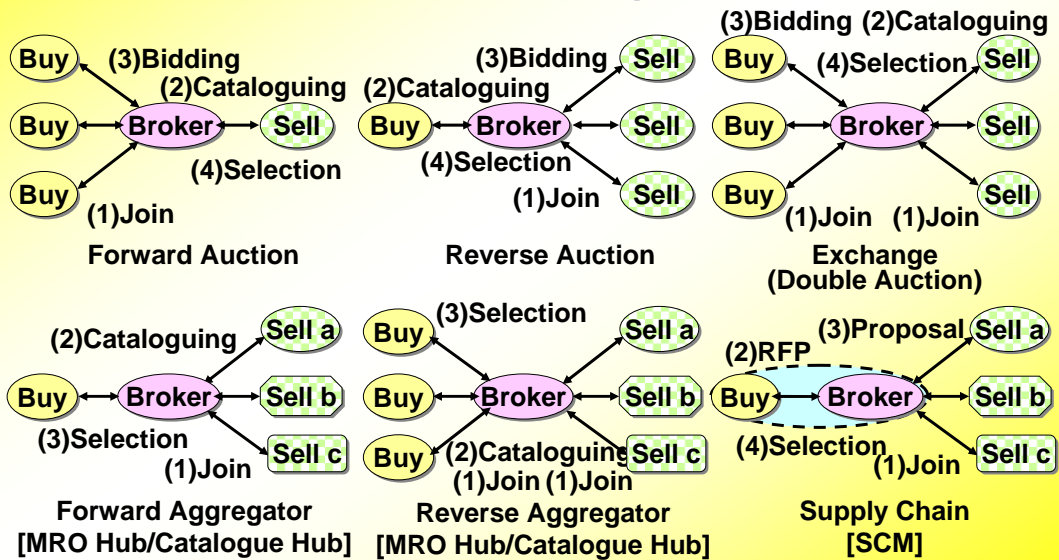 (3)Bidding
(2)Cataloguing
Buy
Buy
Buy
Broker
Sell
(4)Selection
(1)Join
Forward Auction
(3)Bidding
(2)Cataloguing
Buy
Broker
Sell
Sell
Sell
(4)Selection
(1)Join
Reverse Auction
(3)Bidding (2)Cataloguing
Buy
Buy
Buy
(4)Selection
Broker
Sell
Sell
Sell
(1)Join (1)Join
Exchange
(Double Auction)
(2)Cataloguing
Buy
Broker
Sell a
Sell b
Sell c
(3)Selection
(1)Join
Forward Aggregator
[MRO Hub/Catalogue Hub]
(3)Selection
Buy
Buy
Buy
Broker
Sell a
Sell b
Sell c
(2)Cataloguing
(1)Join (1)Join
Reverse Aggregator
[MRO Hub/Catalogue Hub]
(3)Proposal
(2)RFP
Buy
Broker
Sell a
Sell b
Sell c
(4)Selection
(1)Join
Supply Chain
[SCM]